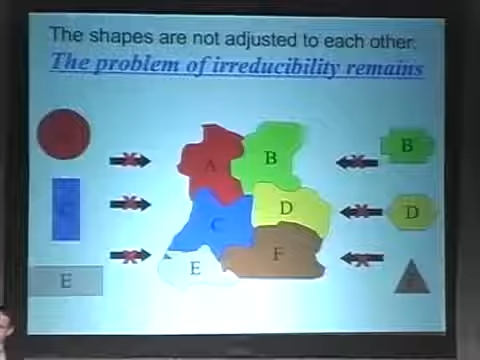 The shapes are not adjusted to each other.
The problem of irreducibility remains
A
B
A
B
C
D
C
D
E
F
E
F